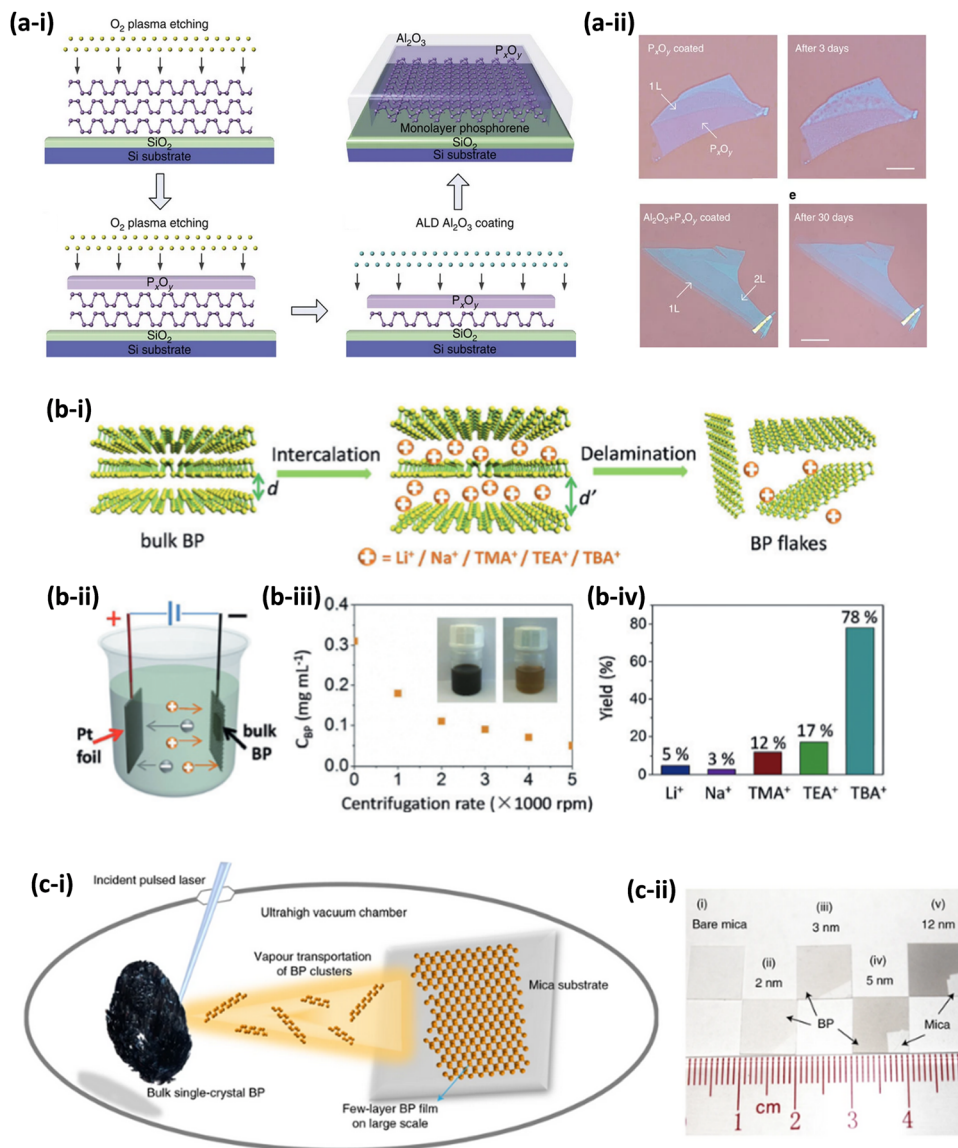 (a-i)
O₂ plasma etching
SiO₂
Si substrate
O₂ plasma etching
PₓOᵧ
SiO₂
Si substrate
Al₂O₃
PₓOᵧ
Monolayer phosphorene
SiO₂
Si substrate
ALD Al₂O₃ coating
PₓOᵧ
SiO₂
Si substrate
(a-ii)
PₓOᵧ coated
1L
PₓOᵧ
After 3 days
e
Al₂O₃+PₓOᵧ coated
1L
2L
After 30 days
(b-i)
d
bulk BP
Intercalation
d'
Delamination
BP flakes
= Li⁺ / Na⁺ / TMA⁺ / TEA⁺ / TBA⁺
(b-ii)
+
−
Pt
foil
bulk
BP
(b-iii)
C_BP (mg mL⁻¹)
0.4
0.3
0.2
0.1
0.0
0 1 2 3 4 5
Centrifugation rate (×1000 rpm)
(b-iv)
Yield (%)
80
60
40
20
0
5 %
3 %
12 %
17 %
78 %
Li⁺ Na⁺ TMA⁺ TEA⁺ TBA⁺
(c-i)
Incident pulsed laser
Ultrahigh vacuum chamber
Vapour transportation
of BP clusters
Mica substrate
Bulk single-crystal BP
Few-layer BP film
on large scale
(c-ii)
(i)
Bare mica
(ii)
2 nm
(iii)
3 nm
(iv)
5 nm
(v)
12 nm
BP
Mica
1 cm 2 3 4